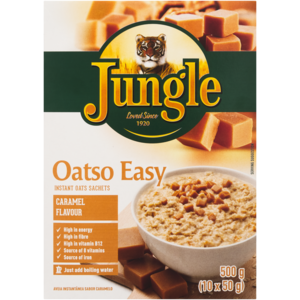 Jungle
Loved Since
1920
Oatso Easy
INSTANT OATS SACHETS
CARAMEL
FLAVOUR
High in energy
High in fibre
High in vitamin B12
Source of 8 vitamins
Source of iron
Just add boiling water
500 g
(10 x 50 g)